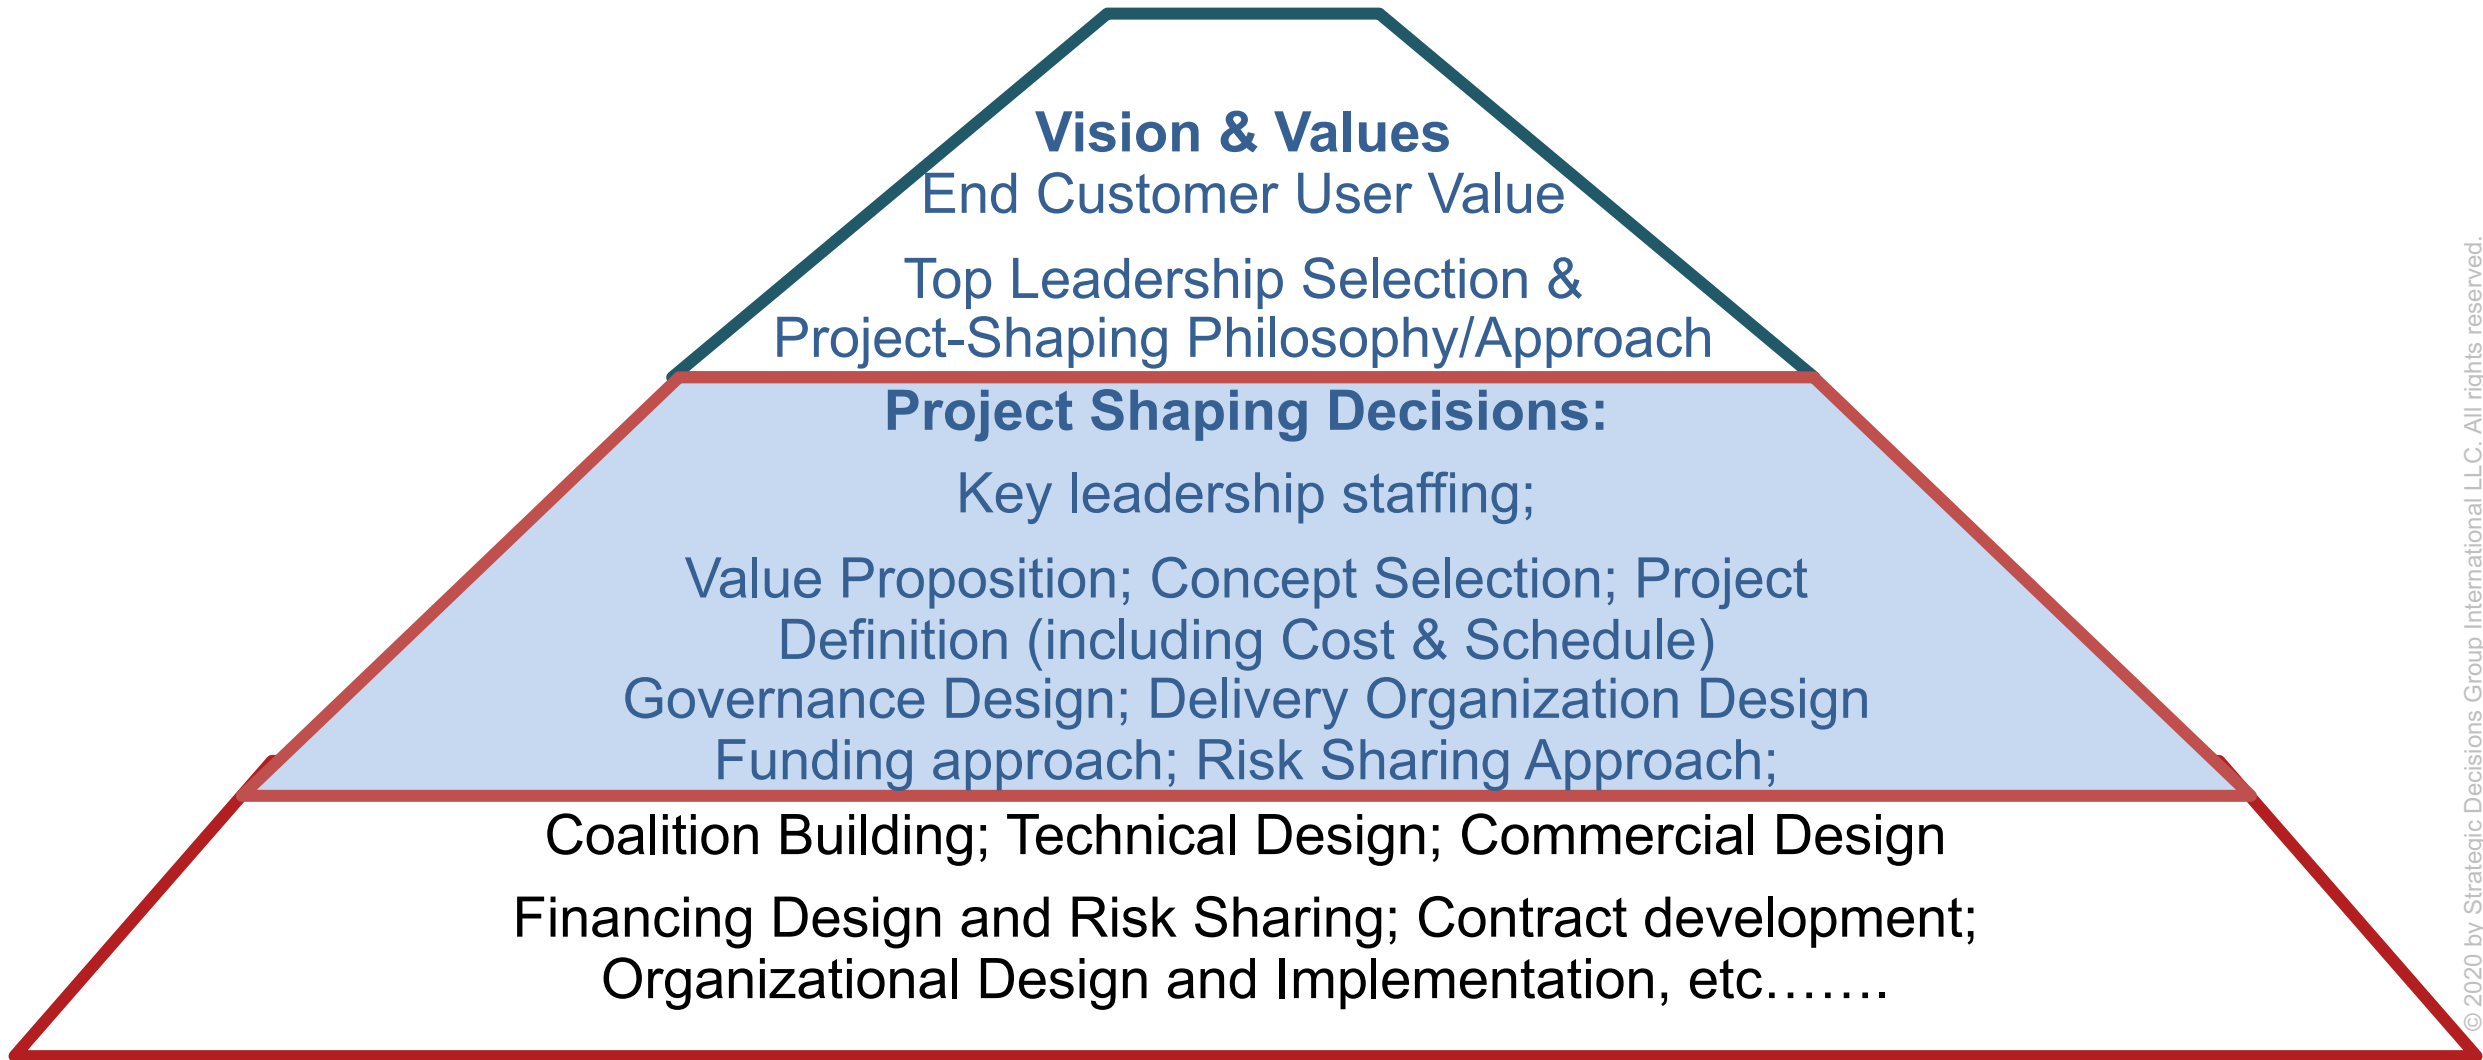 Vision & Values
End Customer User Value
Top Leadership Selection &
Project-Shaping Philosophy/Approach
Project Shaping Decisions:
Key leadership staffing;
Value Proposition; Concept Selection; Project
Definition (including Cost & Schedule)
Governance Design; Delivery Organization Design
Funding approach; Risk Sharing Approach;
Coalition Building; Technical Design; Commercial Design
Financing Design and Risk Sharing; Contract development;
Organizational Design and Implementation, etc…….
© 2020 by Strategic Decisions Group International LLC. All rights reserved.